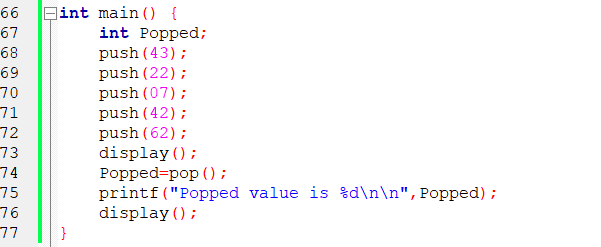 66 int main() {
67 int Popped;
68 push(43);
69 push(22);
70 push(07);
71 push(42);
72 push(62);
73 display();
74 Popped=pop();
75 printf("Popped value is %d\n\n",Popped);
76 display();
77 }